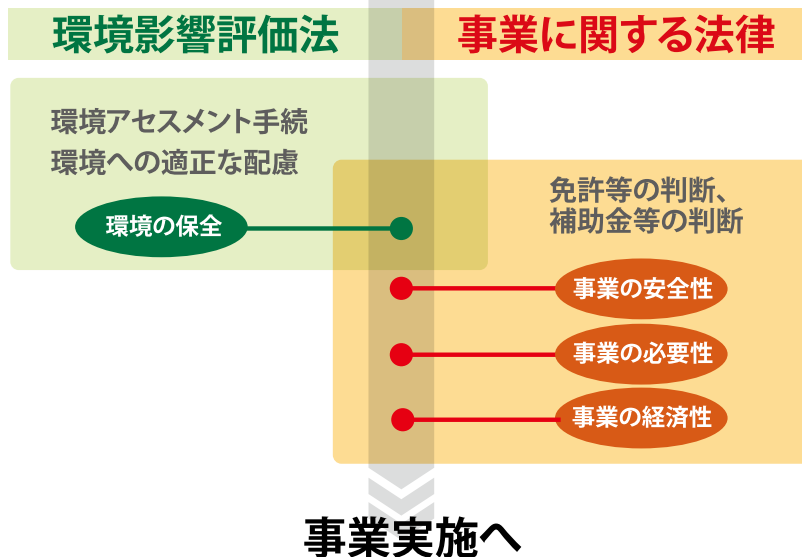 環境影響評価法
事業に関する法律
環境アセスメント手続
環境への適正な配慮
環境の保全
免許等の判断、
補助金等の判断
事業の安全性
事業の必要性
事業の経済性
事業実施へ